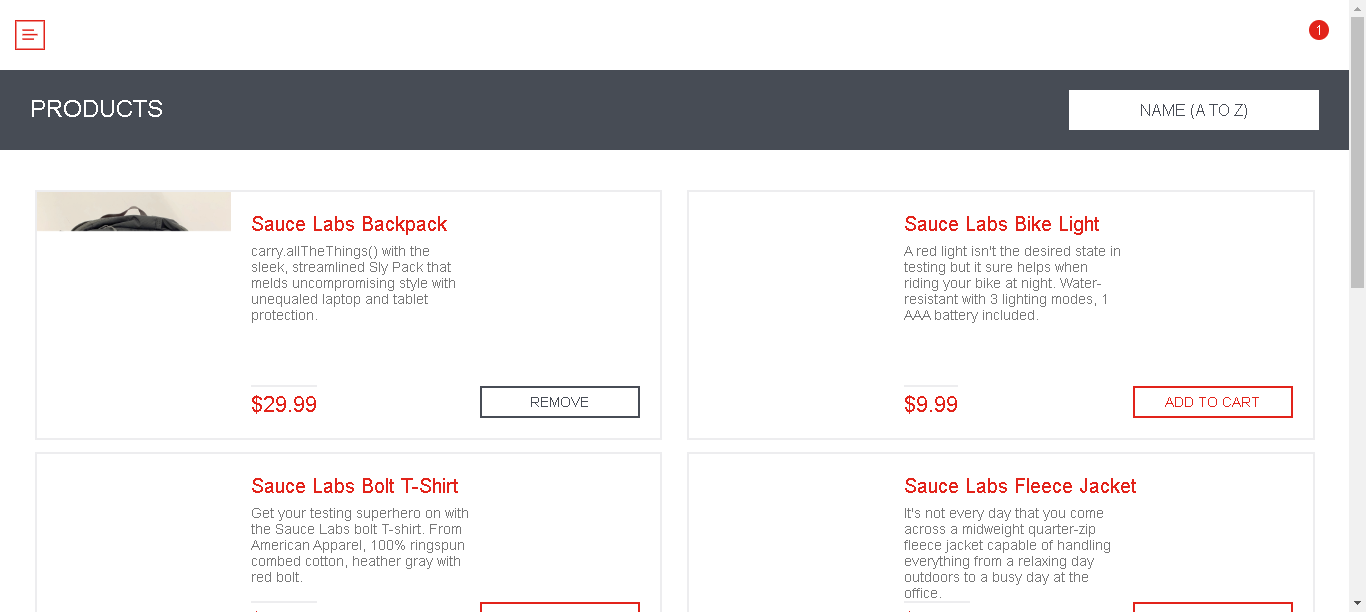 1
PRODUCTS
NAME (A TO Z)
Sauce Labs Backpack
carry.allTheThings() with the
sleek, streamlined Sly Pack that
melds uncompromising style with
unequaled laptop and tablet
protection.
$29.99
REMOVE
Sauce Labs Bike Light
A red light isn't the desired state in
testing but it sure helps when
riding your bike at night. Water-
resistant with 3 lighting modes, 1
AAA battery included.
$9.99
ADD TO CART
Sauce Labs Bolt T-Shirt
Get your testing superhero on with
the Sauce Labs bolt T-shirt. From
American Apparel, 100% ringspun
combed cotton, heather gray with
red bolt.
Sauce Labs Fleece Jacket
It's not every day that you come
across a midweight quarter-zip
fleece jacket capable of handling
everything from a relaxing day
outdoors to a busy day at the
office.